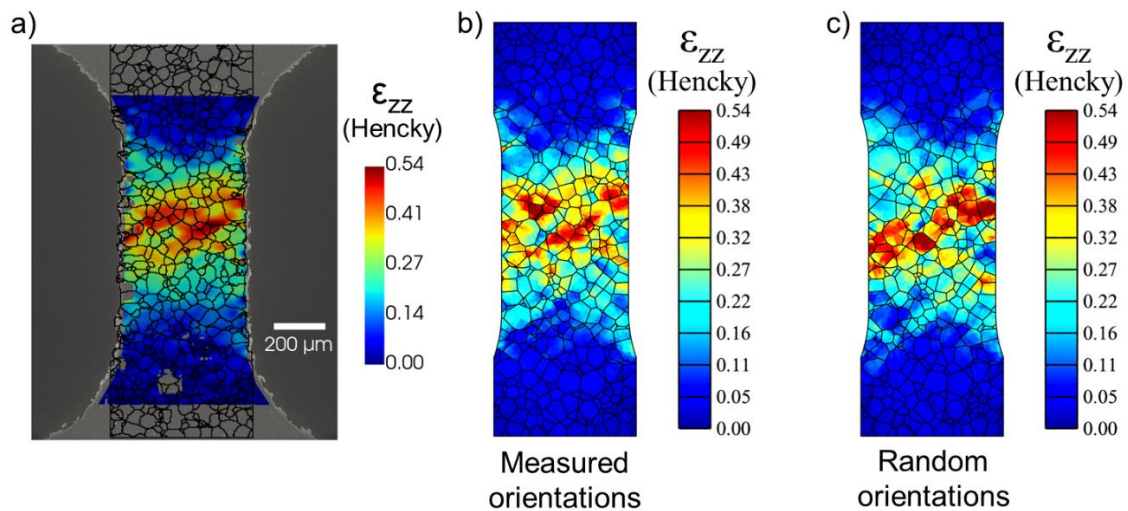 a)
εzz
(Hencky)
0.54
0.41
0.27
0.14
0.00
200 µm
b)
εzz
(Hencky)
0.54
0.49
0.43
0.38
0.32
0.27
0.22
0.16
0.11
0.05
0.00
Measured
orientations
c)
εzz
(Hencky)
0.54
0.49
0.43
0.38
0.32
0.27
0.22
0.16
0.11
0.05
0.00
Random
orientations